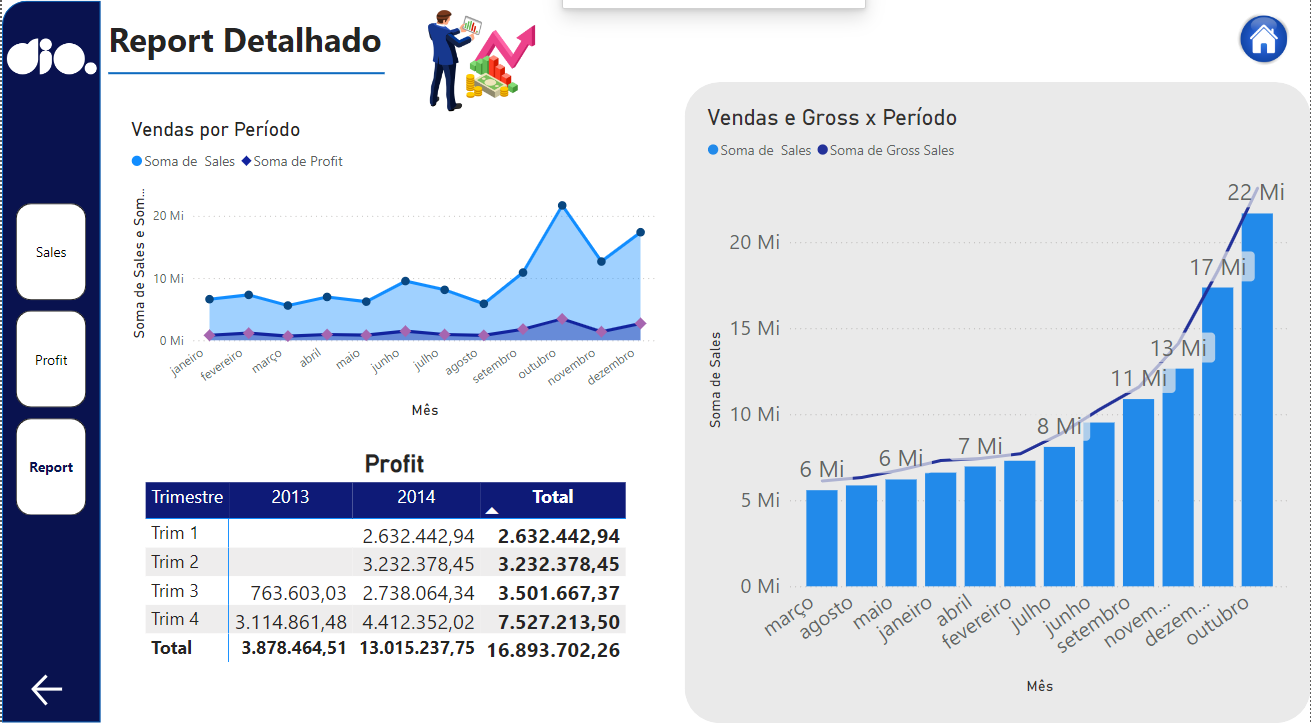 dio.
Report Detalhado
Sales
Profit
Report
Vendas por Período
Soma de Sales Soma de Profit
Soma de Sales e Som...
20 Mi
10 Mi
0 Mi
janeiro
fevereiro
março
abril
maio
junho
julho
agosto
setembro
outubro
novembro
dezembro
Mês
Profit
Trimestre 2013 2014 Total
Trim 1 2.632.442,94 2.632.442,94
Trim 2 3.232.378,45 3.232.378,45
Trim 3 763.603,03 2.738.064,34 3.501.667,37
Trim 4 3.114.861,48 4.412.352,02 7.527.213,50
Total 3.878.464,51 13.015.237,75 16.893.702,26
Vendas e Gross x Período
Soma de Sales Soma de Gross Sales
Soma de Sales
20 Mi
15 Mi
10 Mi
5 Mi
0 Mi
6 Mi
6 Mi
7 Mi
8 Mi
11 Mi
13 Mi
17 Mi
22 Mi
março
agosto
maio
janeiro
abril
fevereiro
julho
junho
setembro
novem...
dezem...
outubro
Mês